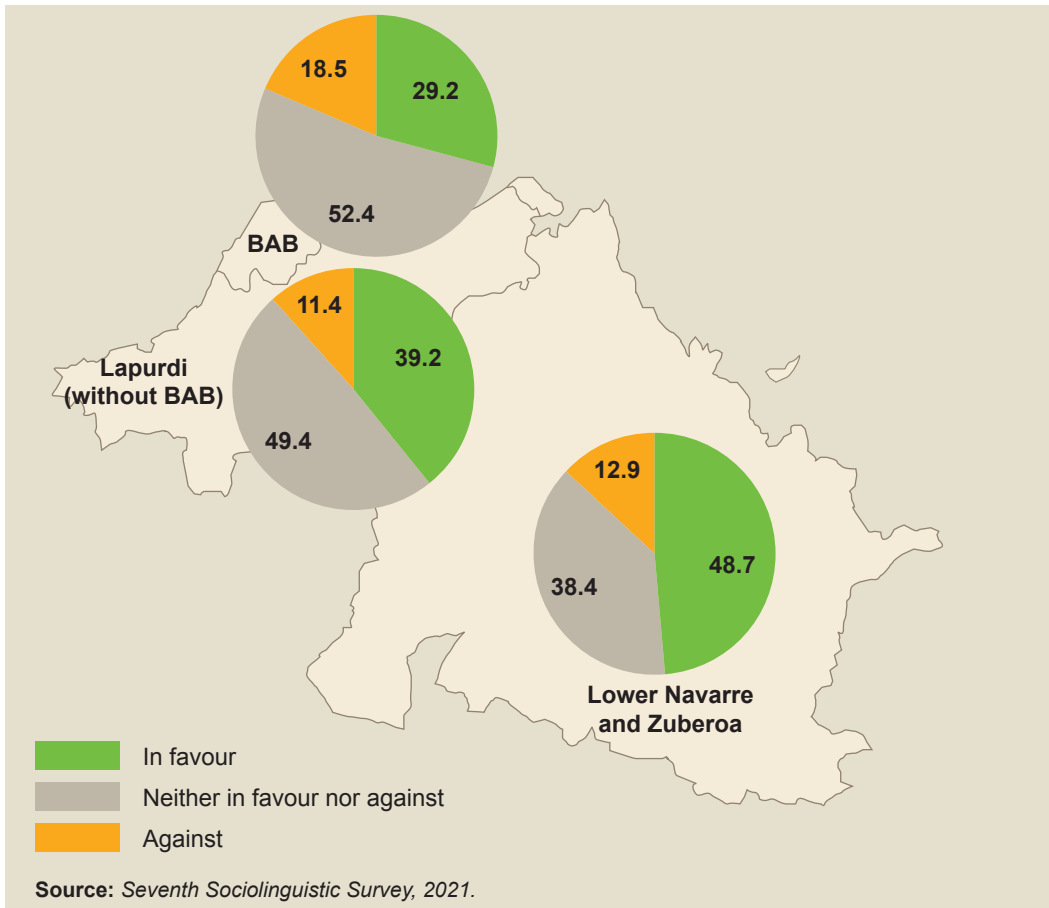 18.5
29.2
52.4
BAB
11.4
39.2
49.4
Lapurdi
(without BAB)
12.9
48.7
38.4
Lower Navarre
and Zuberoa
In favour
Neither in favour nor against
Against
Source: Seventh Sociolinguistic Survey, 2021.